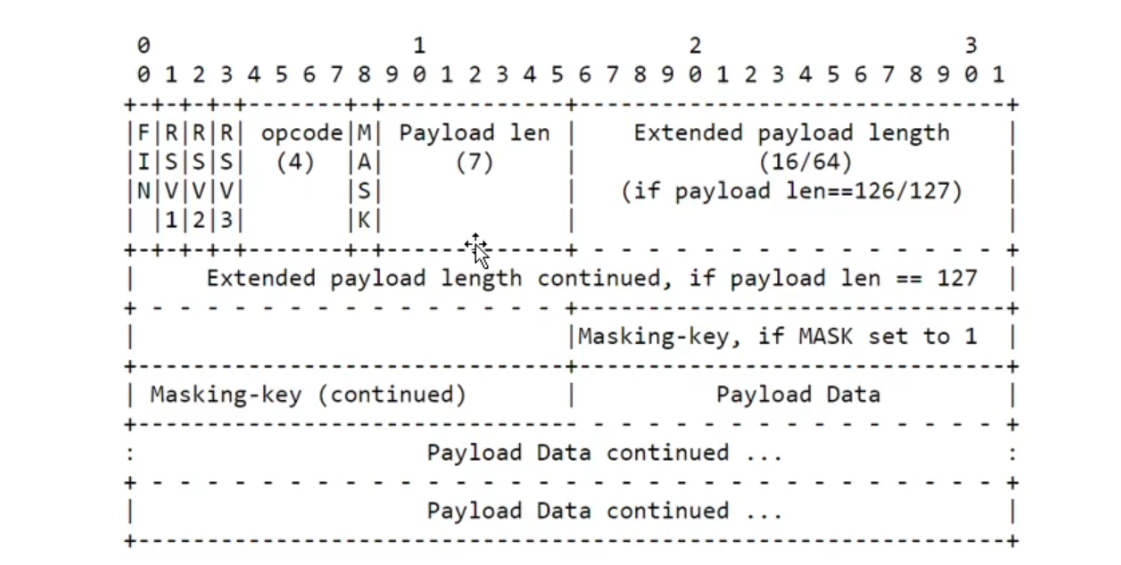 0 1 2 3
0 1 2 3 4 5 6 7 8 9 0 1 2 3 4 5 6 7 8 9 0 1 2 3 4 5 6 7 8 9 0 1
+-+-+-+-+-------+-+-------------+-------------------------------+
|F|R|R|R| opcode|M| Payload len | Extended payload length |
|I|S|S|S| (4) |A| (7) | (16/64) |
|N|V|V|V| |S| | (if payload len==126/127) |
| |1|2|3| |K| | |
+-+-+-+-+-------+-+-------------+ - - - - - - - - - - - - - - - +
| Extended payload length continued, if payload len == 127 |
+ - - - - - - - - - - - - - - - +-------------------------------+
| |Masking-key, if MASK set to 1 |
+-------------------------------+-------------------------------+
| Masking-key (continued) | Payload Data |
+-------------------------------- - - - - - - - - - - - - - - - +
: Payload Data continued ... :
+ - - - - - - - - - - - - - - - - - - - - - - - - - - - - - - - +
| Payload Data continued ... |
+---------------------------------------------------------------+